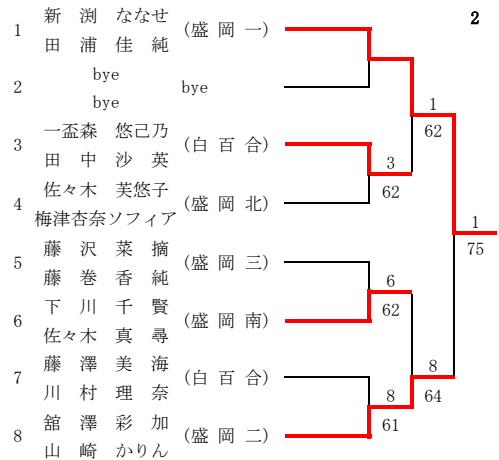 2
1 新 渕 ななせ (盛 岡 一)
田 浦 佳 純
2 bye bye
bye
3 一盃森 悠己乃 (白 百 合)
田 中 沙 英
4 佐々木 芙悠子 (盛 岡 北)
梅津杏奈ソフィア
5 藤 沢 菜 摘 (盛 岡 三)
藤 巻 香 純
6 下 川 千 賢 (盛 岡 南)
佐々木 真 尋
7 藤 澤 美 海 (白 百 合)
川 村 理 奈
8 舘 澤 彩 加 (盛 岡 二)
山 崎 かりん
3
62
6
62
8
61
1
62
8
64
1
75